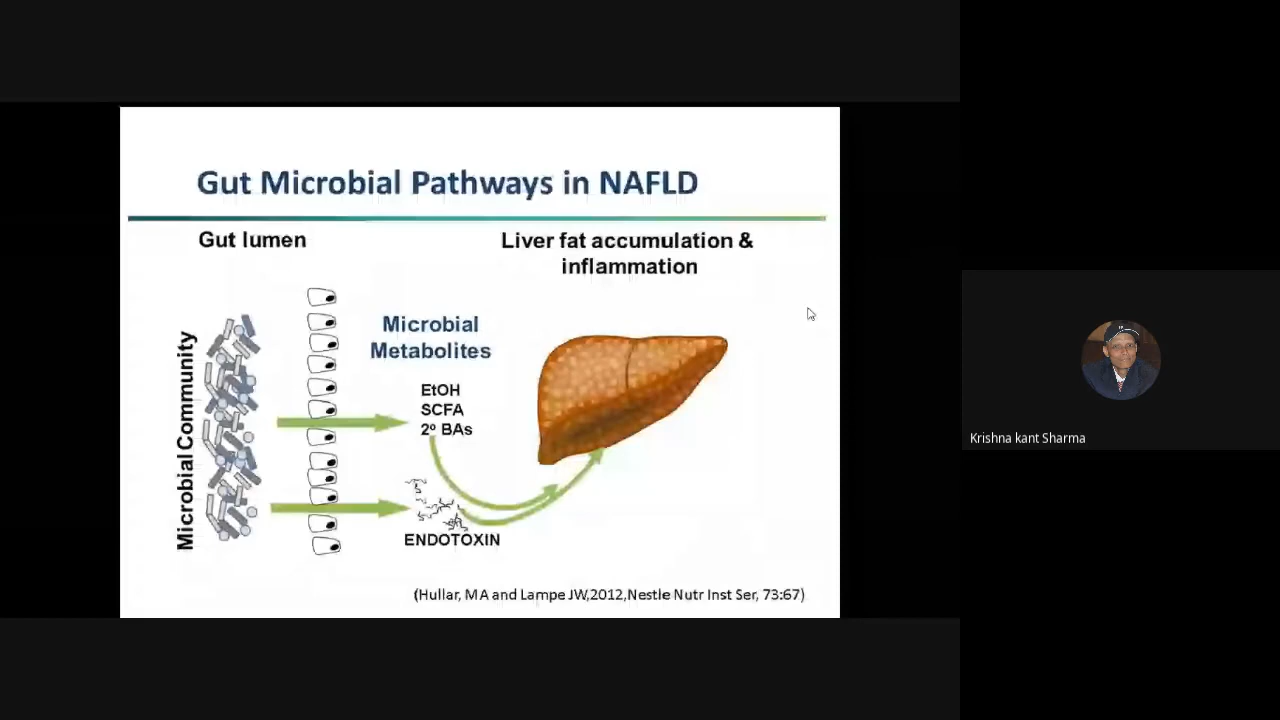 Gut Microbial Pathways in NAFLD
Gut lumen
Liver fat accumulation &
inflammation
Microbial Community
Microbial
Metabolites
EtOH
SCFA
2º BAs
ENDOTOXIN
(Hullar, MA and Lampe JW,2012,Nestle Nutr Inst Ser, 73:67)
Krishna kant Sharma